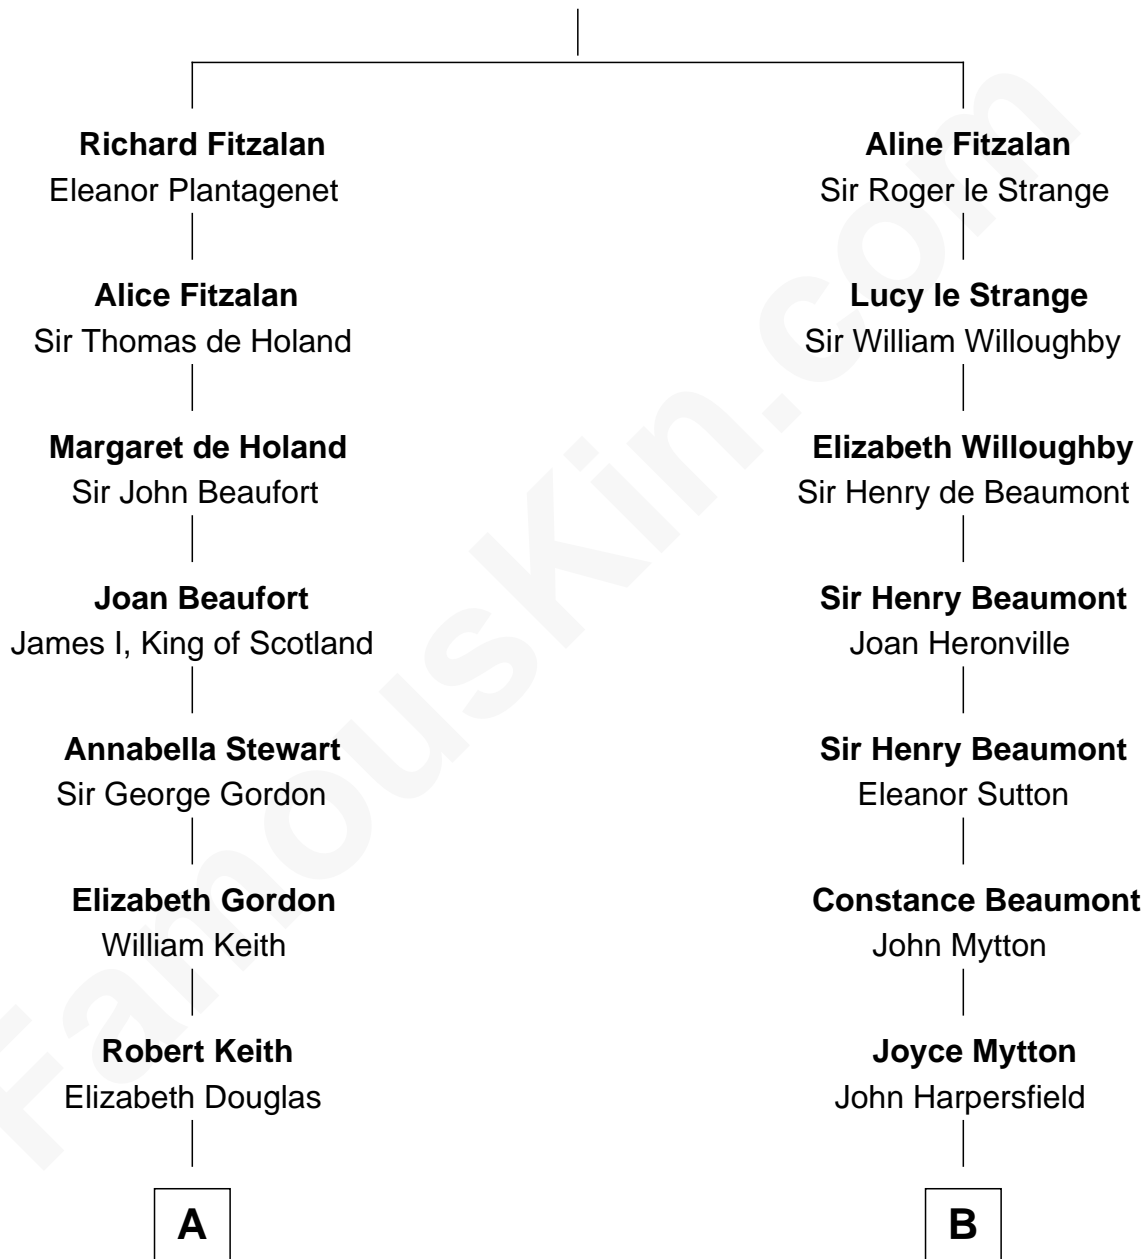 Richard Fitzalan
Eleanor Plantagenet
Alice Fitzalan
Sir Thomas de Holand
Margaret de Holand
Sir John Beaufort
Joan Beaufort
James I, King of Scotland
Annabella Stewart
Sir George Gordon
Elizabeth Gordon
William Keith
Robert Keith
Elizabeth Douglas
A
Aline Fitzalan
Sir Roger le Strange
Lucy le Strange
Sir William Willoughby
Elizabeth Willoughby
Sir Henry de Beaumont
Sir Henry Beaumont
Joan Heronville
Sir Henry Beaumont
Eleanor Sutton
Constance Beaumont
John Mytton
Joyce Mytton
John Harpersfield
B
FamousKin.com